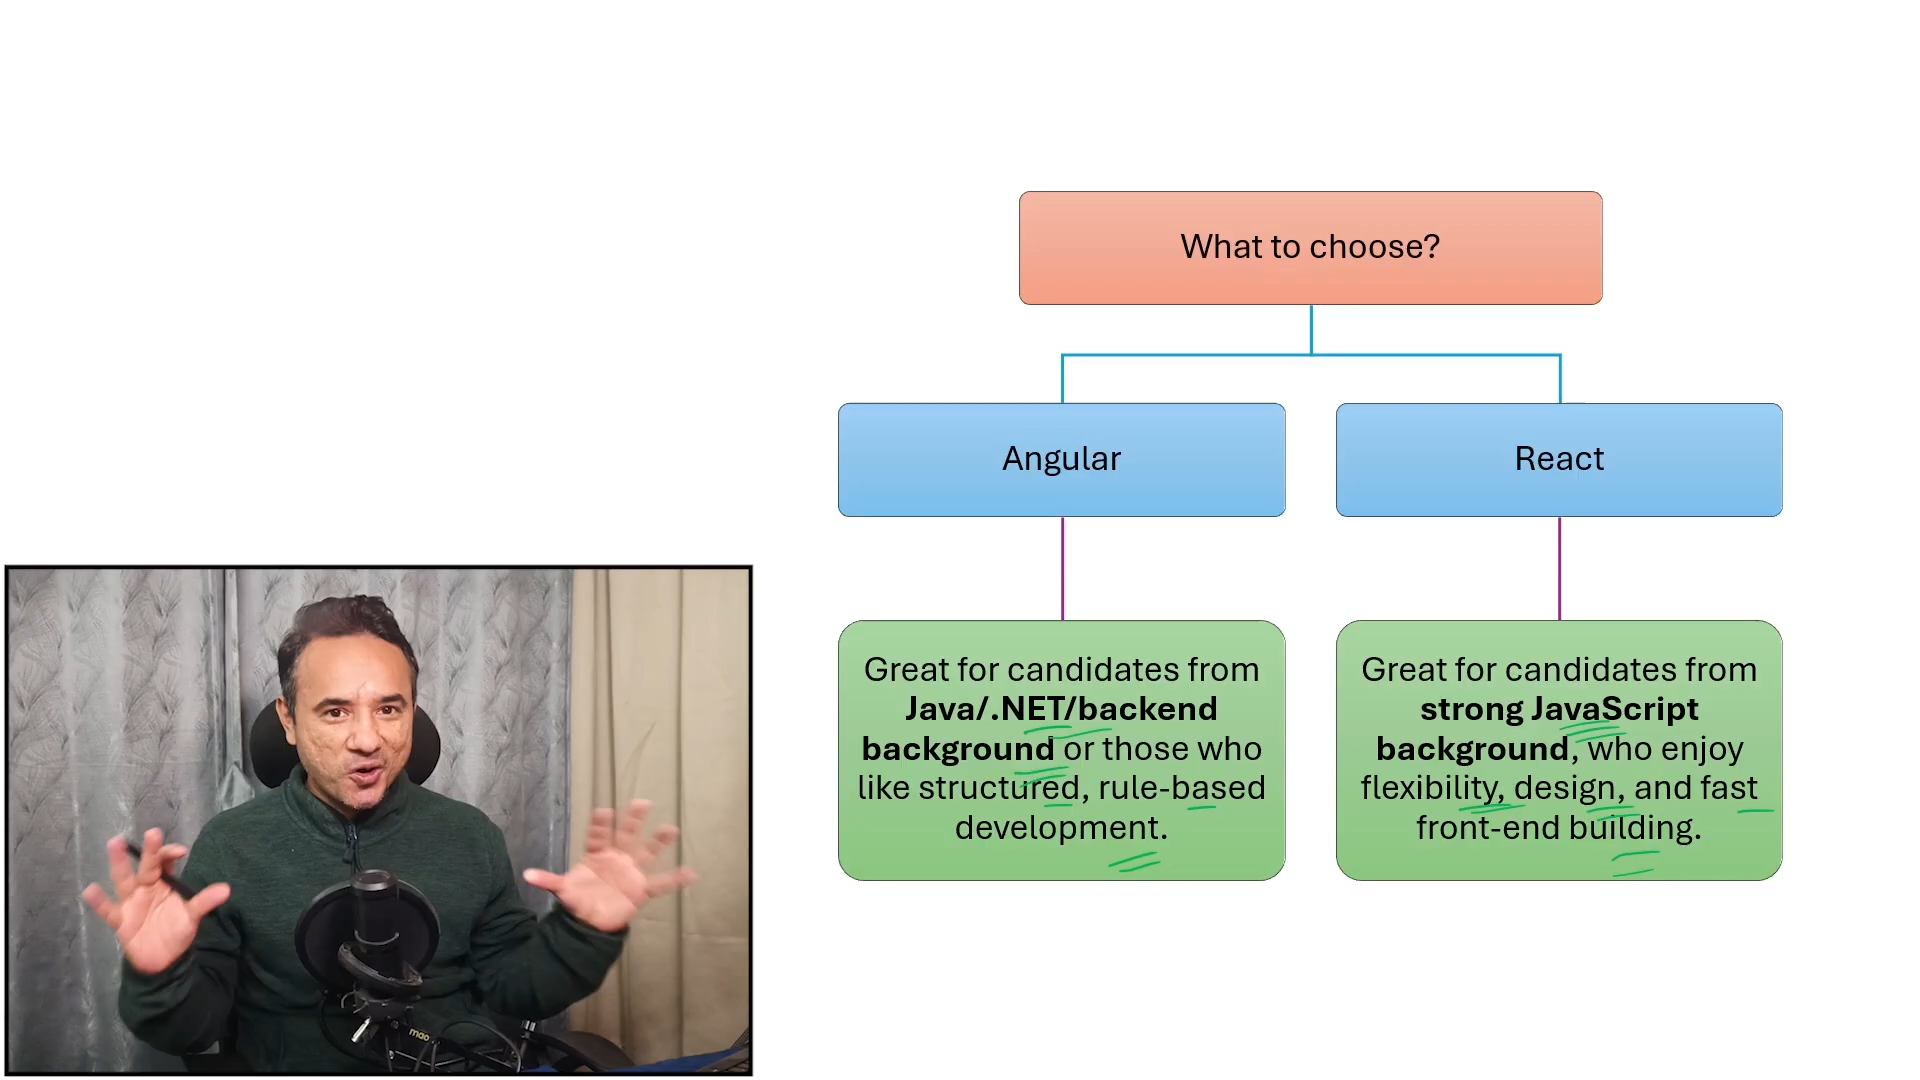 What to choose?
Angular
React
Great for candidates from
Java/.NET/backend
background or those who
like structured, rule-based
development.
Great for candidates from
strong JavaScript
background, who enjoy
flexibility, design, and fast
front-end building.
mao